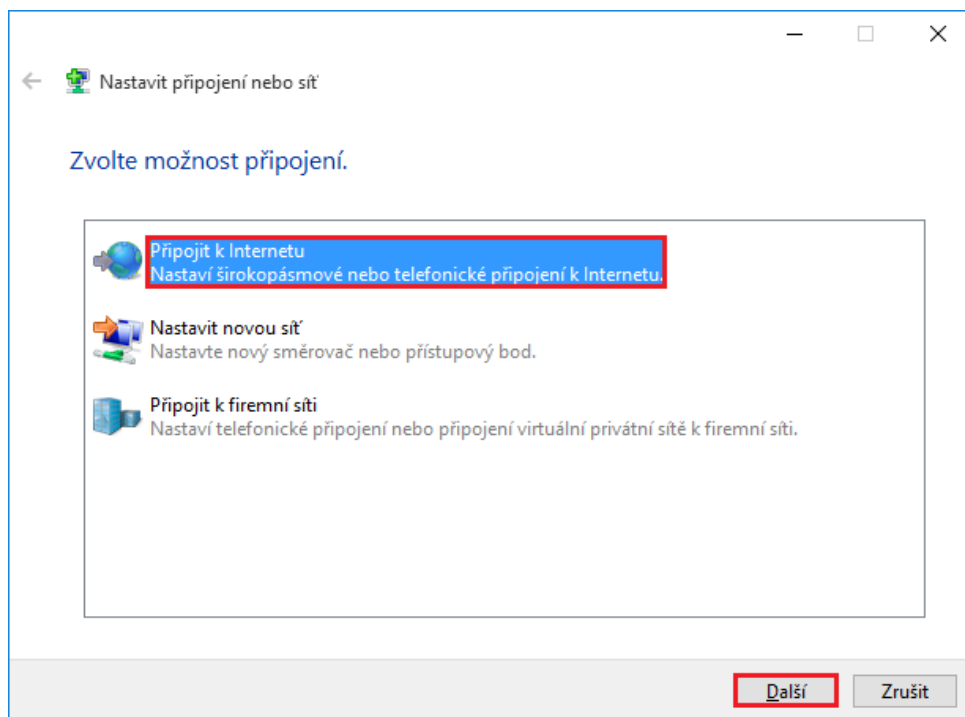 Nastavit připojení nebo síť
Zvolte možnost připojení.
Připojit k Internetu
Nastaví širokopásmové nebo telefonické připojení k Internetu.
Nastavit novou síť
Nastavte nový směrovač nebo přístupový bod.
Připojit k firemní síti
Nastaví telefonické připojení nebo připojení virtuální privátní sítě k firemní síti.
Další
Zrušit